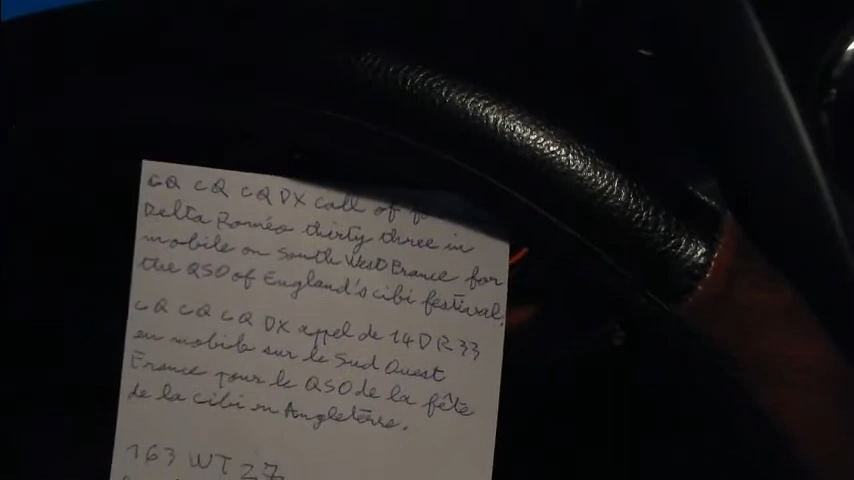 CQ CQ CQ DX call of
Delta Roméo thirty three in
mobile on South West France for
the QSO of England's cibi festival.
CQ CQ CQ DX appel de 14DR33
en mobile sur le Sud Ouest
France pour le QSO de la fête
de la cibi en Angleterre.
163 WT 27